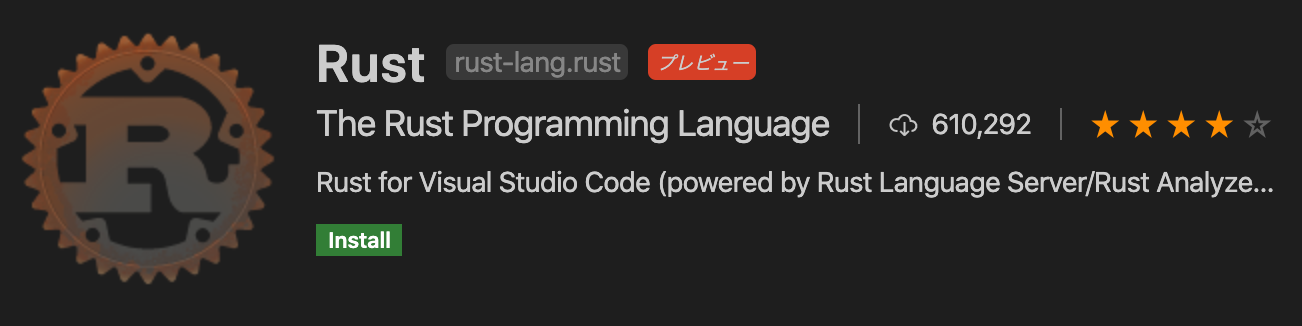 Rust rust-lang.rust プレビュー
The Rust Programming Language 610,292
Rust for Visual Studio Code (powered by Rust Language Server/Rust Analyze...
Install
R